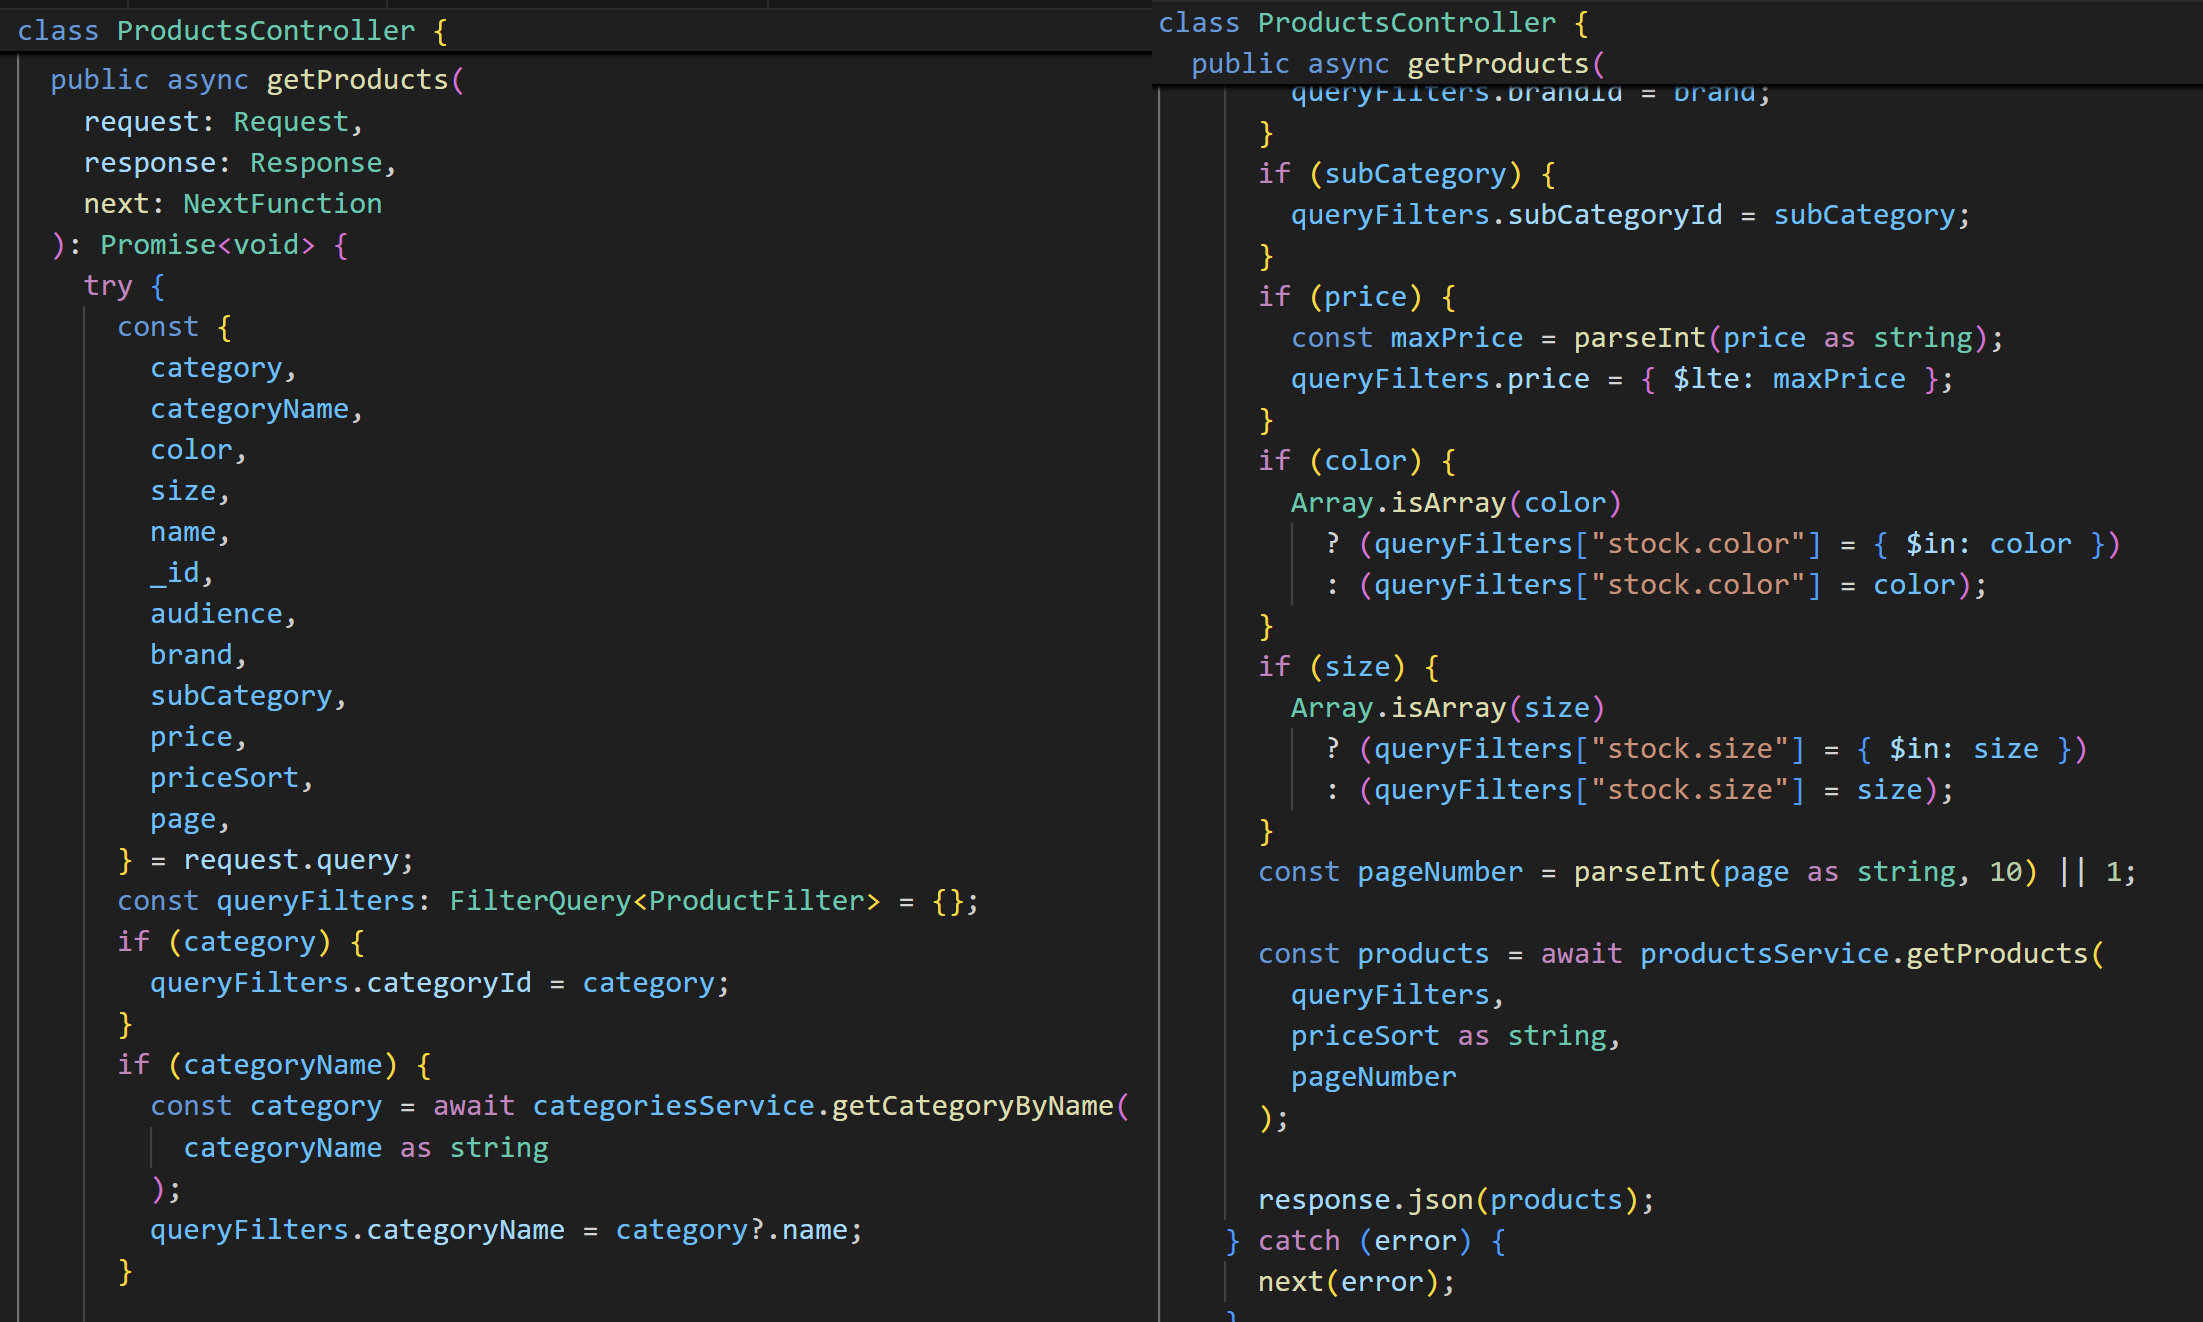 class ProductsController {
  public async getProducts(
    request: Request,
    response: Response,
    next: NextFunction
  ): Promise<void> {
    try {
      const {
        category,
        categoryName,
        color,
        size,
        name,
        _id,
        audience,
        brand,
        subCategory,
        price,
        priceSort,
        page,
      } = request.query;
      const queryFilters: FilterQuery<ProductFilter> = {};
      if (category) {
        queryFilters.categoryId = category;
      }
      if (categoryName) {
        const category = await categoriesService.getCategoryByName(
          categoryName as string
        );
        queryFilters.categoryName = category?.name;
      }
class ProductsController {
  public async getProducts(
        queryFilters.brandId = brand;
      }
      if (subCategory) {
        queryFilters.subCategoryId = subCategory;
      }
      if (price) {
        const maxPrice = parseInt(price as string);
        queryFilters.price = { $lte: maxPrice };
      }
      if (color) {
        Array.isArray(color)
          ? (queryFilters["stock.color"] = { $in: color })
          : (queryFilters["stock.color"] = color);
      }
      if (size) {
        Array.isArray(size)
          ? (queryFilters["stock.size"] = { $in: size })
          : (queryFilters["stock.size"] = size);
      }
      const pageNumber = parseInt(page as string, 10) || 1;
      const products = await productsService.getProducts(
        queryFilters,
        priceSort as string,
        pageNumber
      );
      response.json(products);
    } catch (error) {
      next(error);
    }